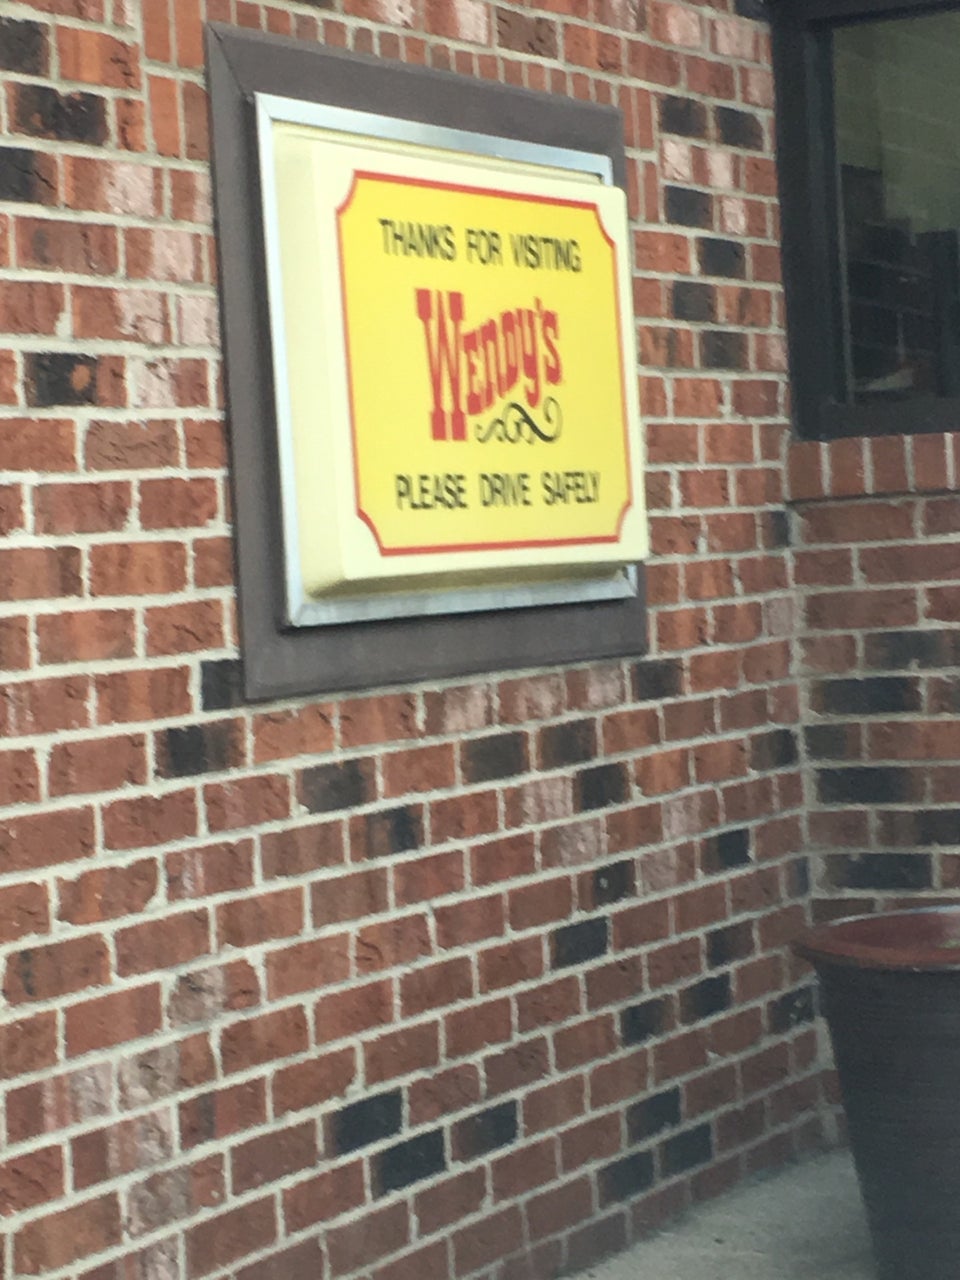 THANKS FOR VISITING
WENDY'S
PLEASE DRIVE SAFELY